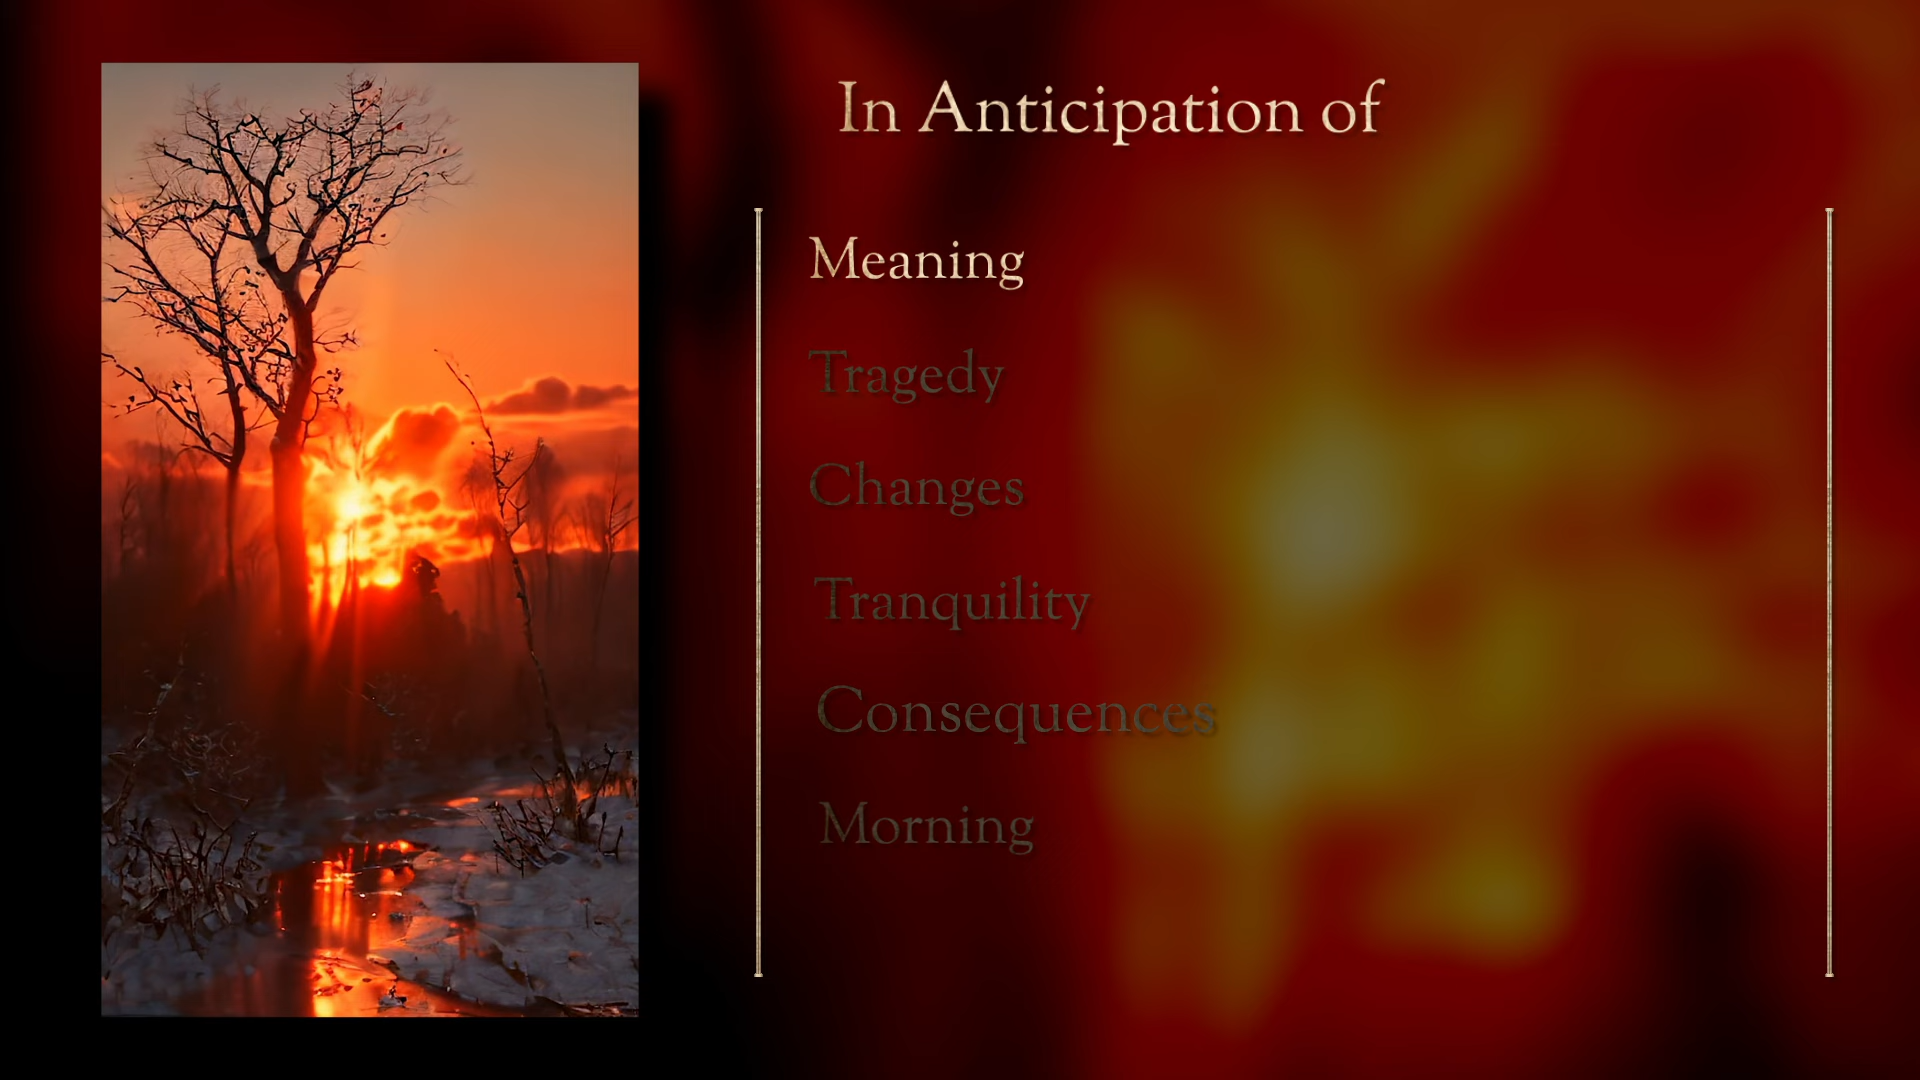 In Anticipation of
Meaning
Tragedy
Changes
Tranquility
Consequences
Morning